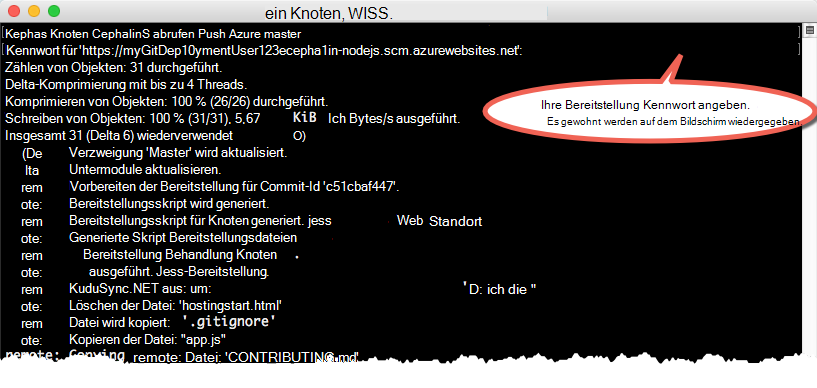 ein Knoten, WISS.
Kephas Knoten CephalinS abrufen Push Azure master
Kennwort für 'https://myGitDep10ymentUser123ecepha1in-nodejs.scm.azurewebsites.net':
Zählen von Objekten: 31 durchgeführt.
Delta-Komprimierung mit bis zu 4 Threads.
Komprimieren von Objekten: 100 % (26/26) durchgeführt.
Schreiben von Objekten: 100 % (31/31), 5,67 KiB Ich Bytes/s ausgeführt.
Insgesamt 31 (Delta 6) wiederverwendet O)
(De Verzweigung 'Master' wird aktualisiert.
lta Untermodule aktualisieren.
rem Vorbereiten der Bereitstellung für Commit-Id 'c51cbaf447'.
ote: Bereitstellungsskript wird generiert.
rem Bereitstellungsskript für Knoten generiert. jess Web Standort
ote: Generierte Skript Bereitstellungsdateien
rem Bereitstellung Behandlung Knoten .
ote: ausgeführt. Jess-Bereitstellung.
rem KuduSync.NET aus: um: 'D: ich die "
ote: Löschen der Datei: 'hostingstart.html'
rem Datei wird kopiert: '.gitignore'
ote: Kopieren der Datei: "app.js"
remote: Copying remote: Datei: 'CONTRIBUTING.md'
Ihre Bereitstellung Kennwort angeben.
Es gewohnt werden auf dem Bildschirm wiedergegeben.